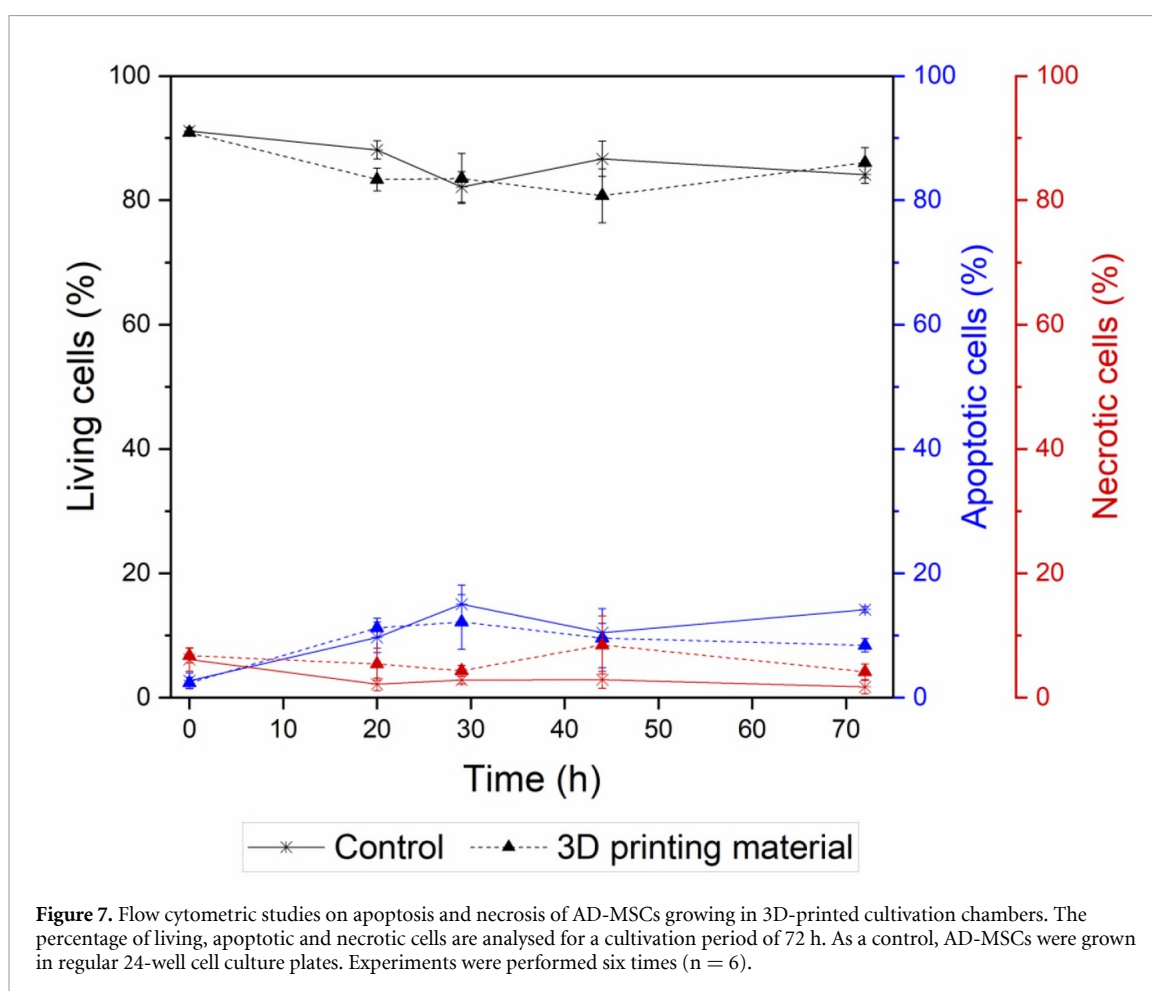 100
80
60
40
20
0
Living cells (%)
100
80
60
40
20
0
Apoptotic cells (%)
100
80
60
40
20
0
Necrotic cells (%)
0 10 20 30 40 50 60 70
Time (h)
Control 3D printing material
Figure 7. Flow cytometric studies on apoptosis and necrosis of AD-MSCs growing in 3D-printed cultivation chambers. The
percentage of living, apoptotic and necrotic cells are analysed for a cultivation period of 72 h. As a control, AD-MSCs were grown
in regular 24-well cell culture plates. Experiments were performed six times (n = 6).